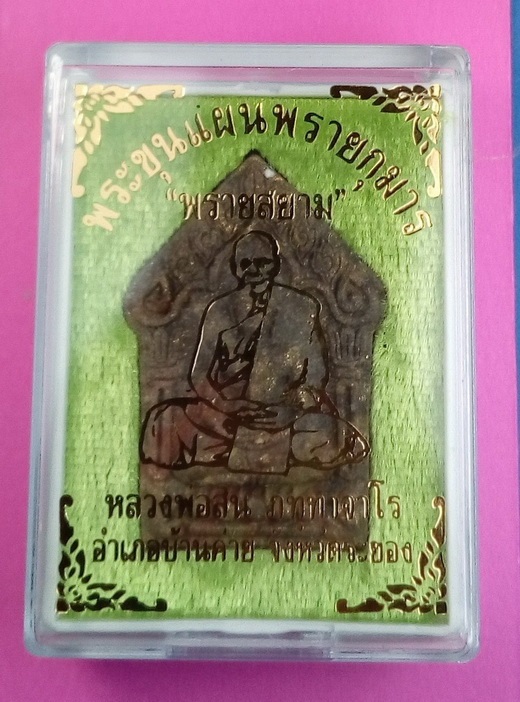 พระขุนแผนพรายกุมาร
“พรายสยาม”
หลวงพ่อสิน ภทฺทาจาโร
อำเภอบ้านค่าย จังหวัดระยอง